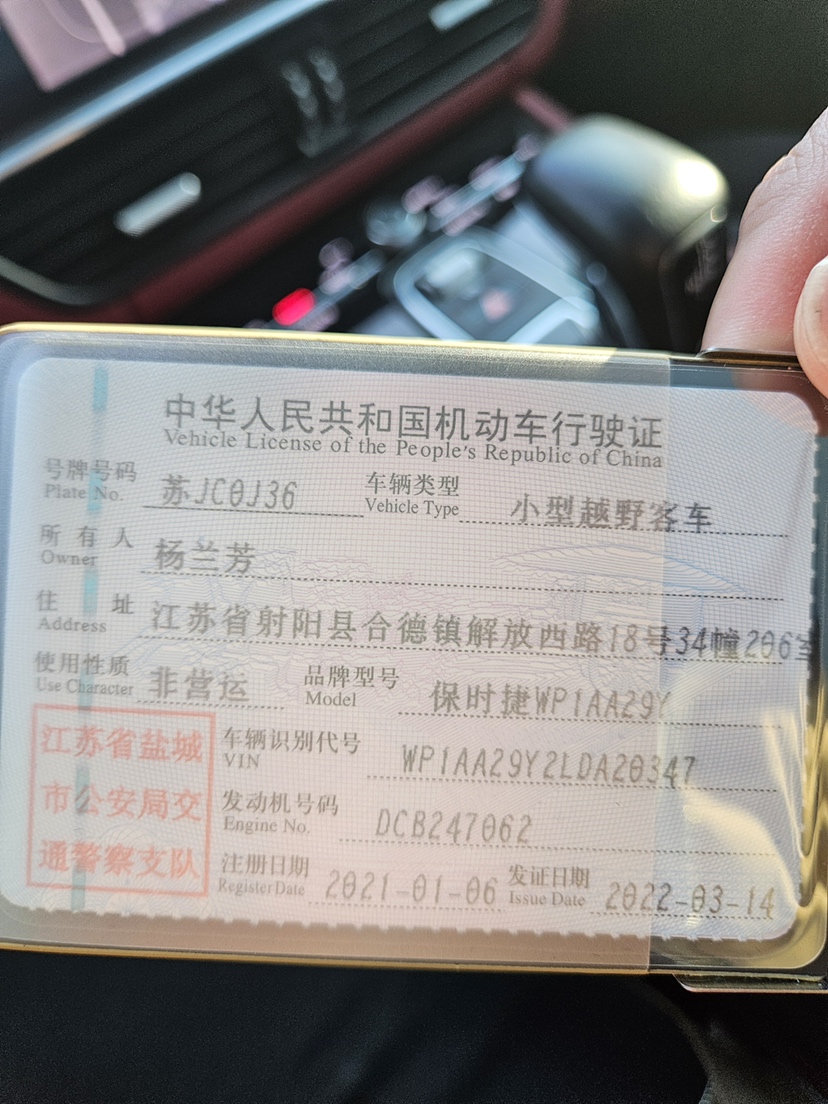 中华人民共和国机动车行驶证
Vehicle License of the People's Republic of China
号牌号码 苏JC0J36 车辆类型 小型越野客车
Plate No. Vehicle Type
所有人 杨兰芳
Owner
住址 江苏省射阳县合德镇解放西路18号34幢206室
Address
使用性质 非营运 品牌型号 保时捷WP1AA29Y
Use Character Model
江苏省盐城 车辆识别代号 WP1AA29Y2LDA20347
VIN
市公安局交 发动机号码 DCB247062
Engine No.
通警察支队 注册日期 2021-01-06 发证日期 2022-03-14
Register Date Issue Date